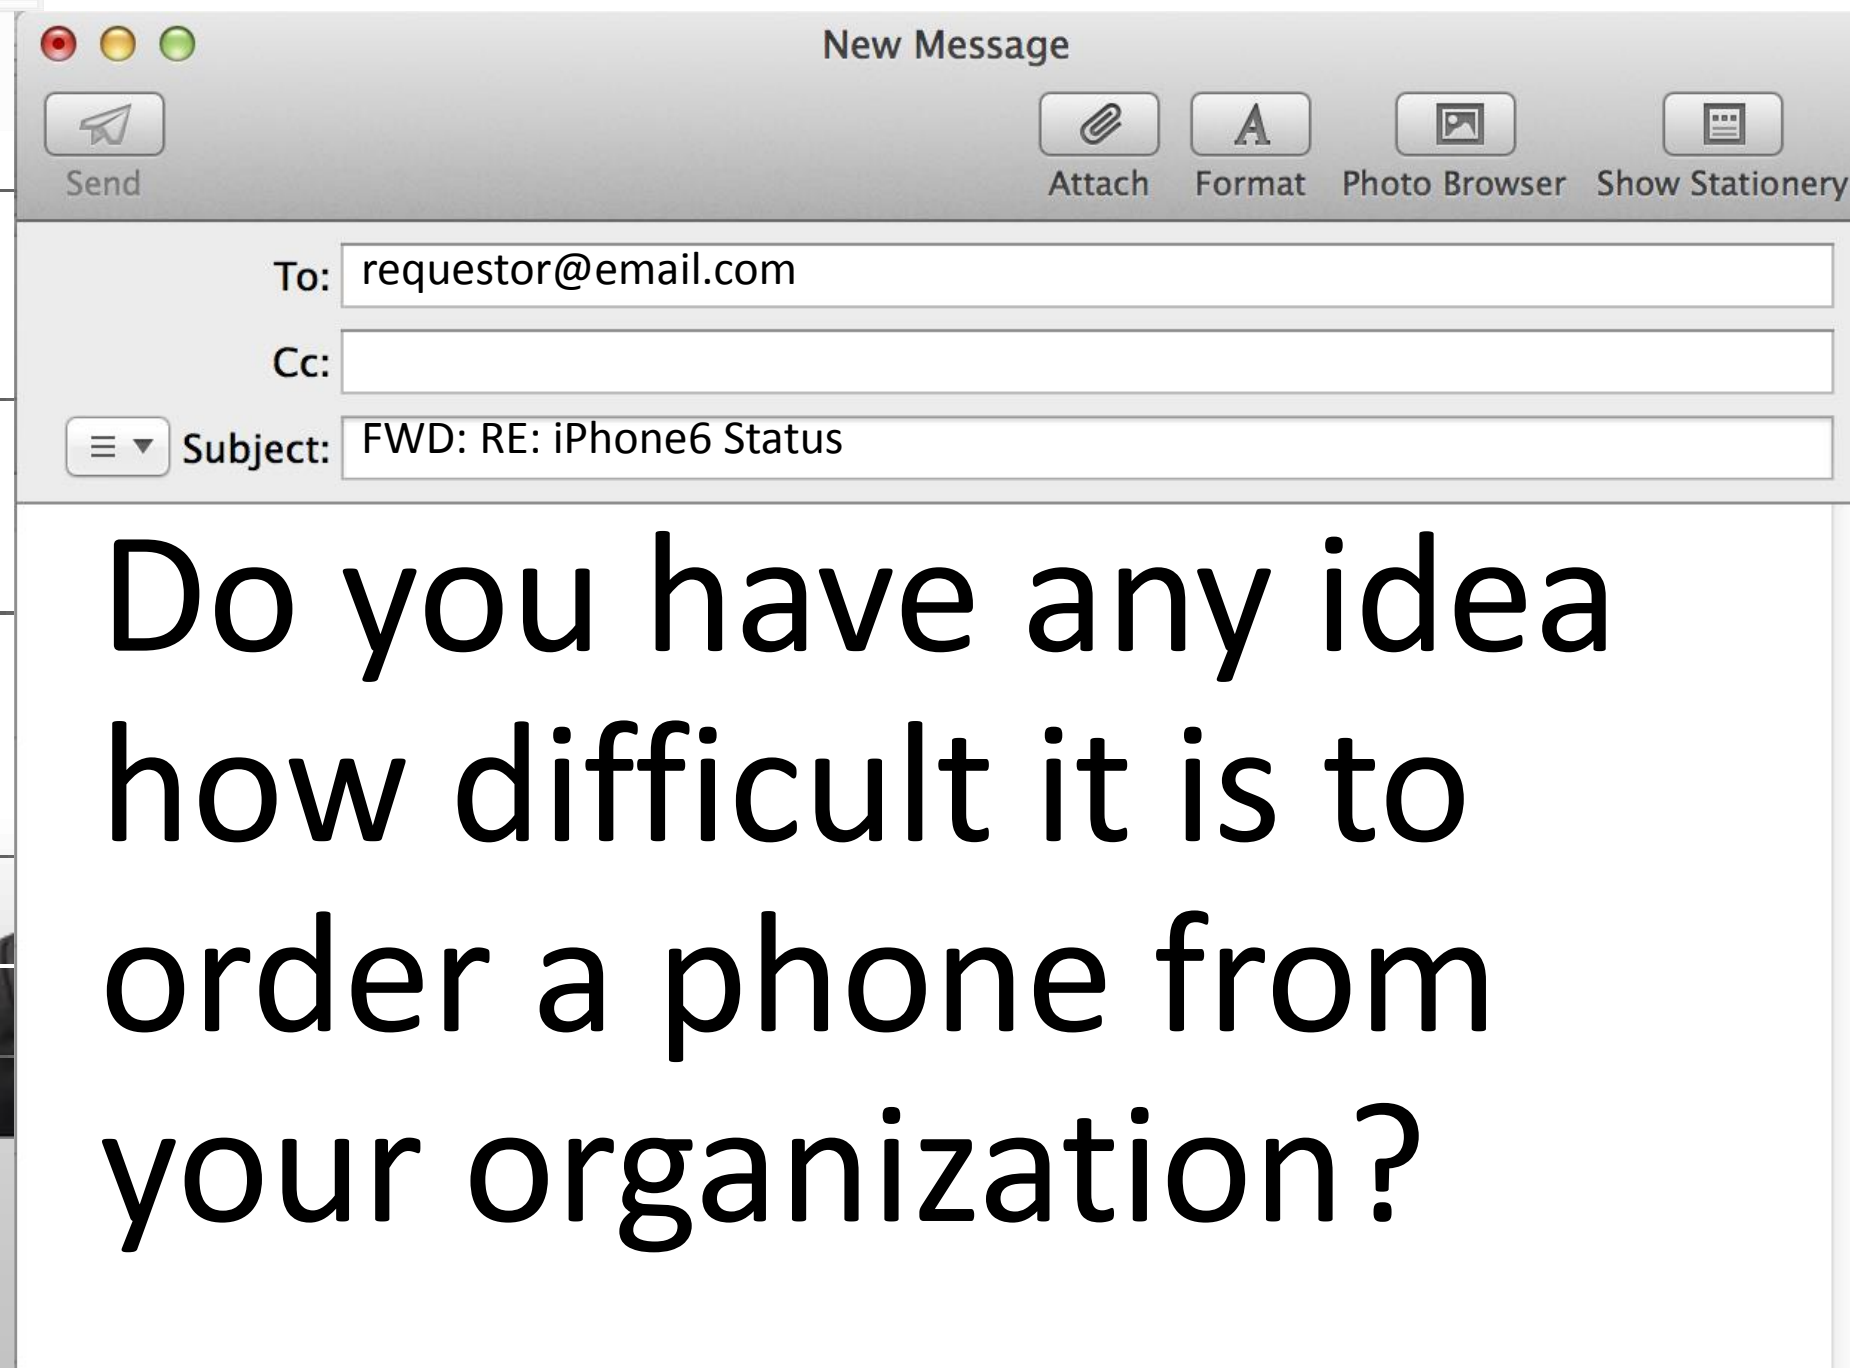 New Message
Send
Attach Format Photo Browser Show Stationery
To: requestor@email.com
Cc:
Subject: FWD: RE: iPhone6 Status
Do you have any idea
how difficult it is to
order a phone from
your organization?